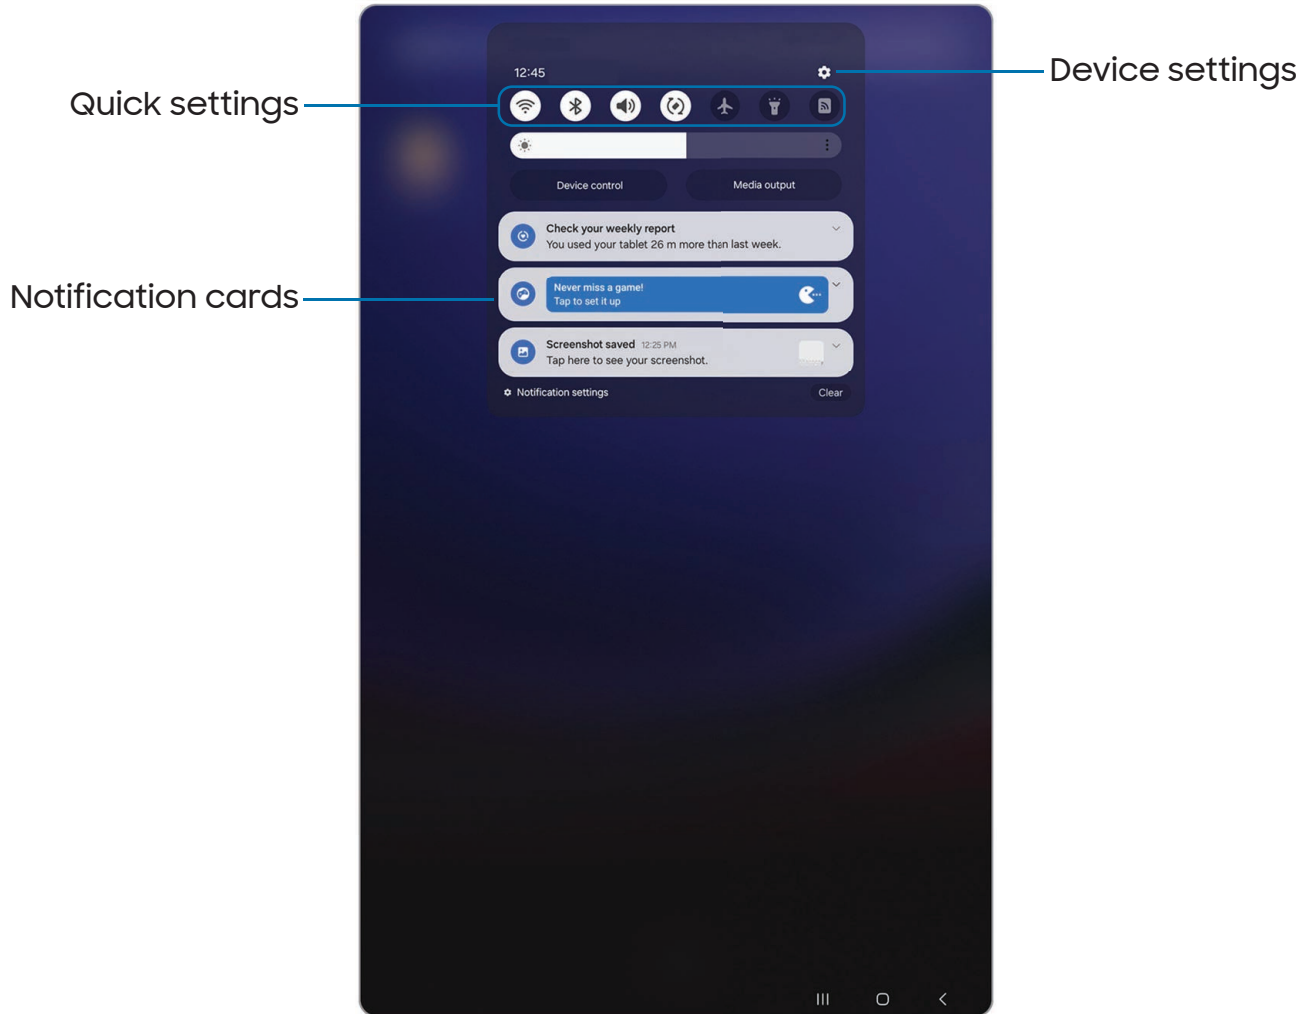 12:45
Device settings
Quick settings
Device control
Media output
Check your weekly report
You used your tablet 26 m more than last week.
Notification cards
Never miss a game!
Tap to set it up
Screenshot saved 12:25 PM
Tap here to see your screenshot.
Notification settings
Clear